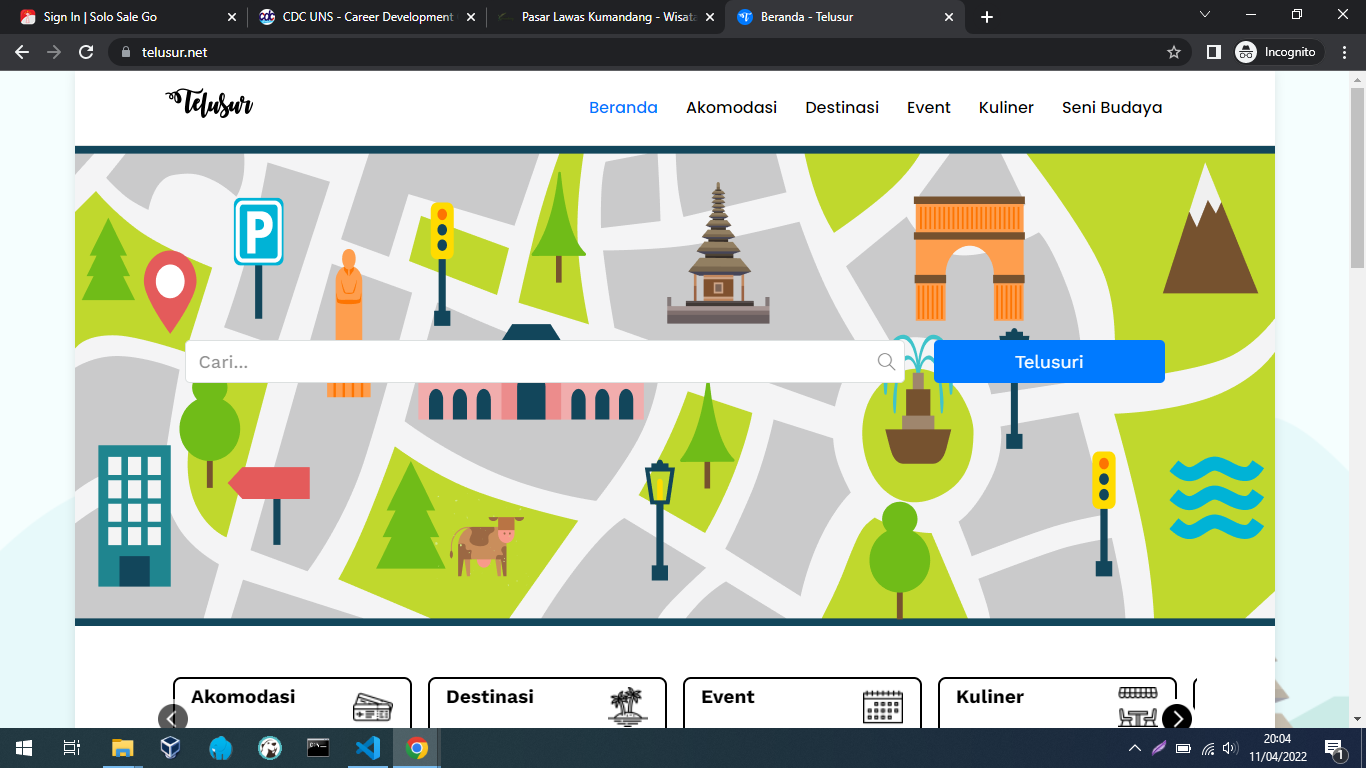 Sign In | Solo Sale Go
CDC UNS - Career Development
Pasar Lawas Kumandang - Wisata
Beranda - Telusur
telusur.net
Incognito
Telusur
Beranda
Akomodasi
Destinasi
Event
Kuliner
Seni Budaya
P
Cari...
Telusuri
Akomodasi
Destinasi
Event
Kuliner
20:04
11/04/2022
1